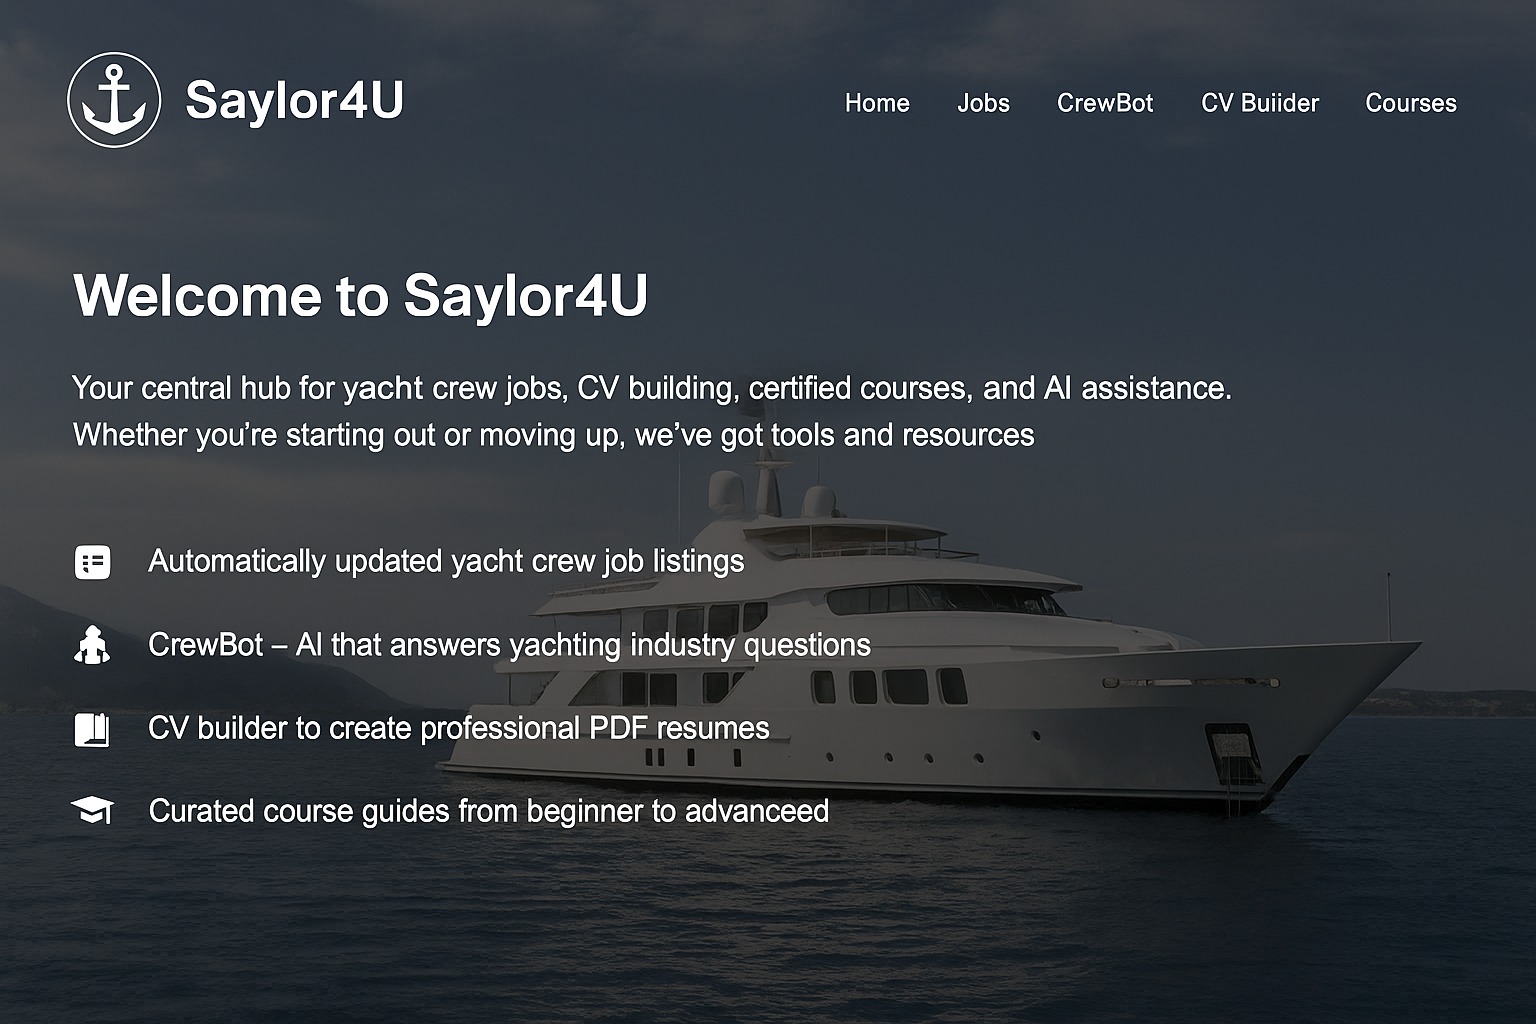 Saylor4U
Home Jobs CrewBot CV Buiider Courses
Welcome to Saylor4U
Your central hub for yacht crew jobs, CV building, certified courses, and AI assistance.
Whether you’re starting out or moving up, we’ve got tools and resources
Automatically updated yacht crew job listings
CrewBot – AI that answers yachting industry questions
CV builder to create professional PDF resumes
Curated course guides from beginner to advanceed